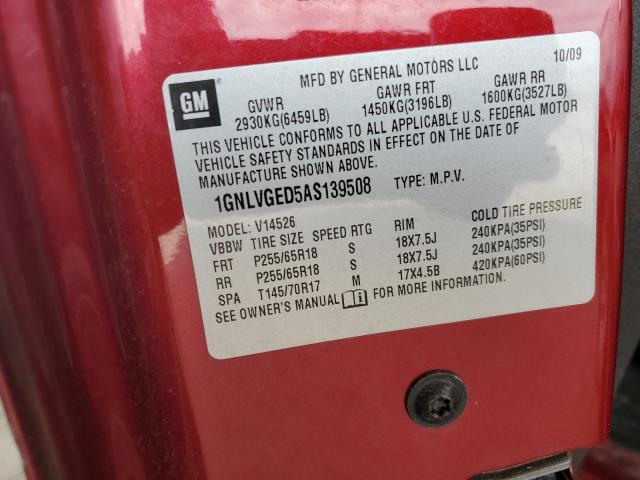 MFD BY GENERAL MOTORS LLC 10/09
GM
GVWR GAWR FRT GAWR RR
2930KG(6459LB) 1450KG(3196LB) 1600KG(3527LB)
THIS VEHICLE CONFORMS TO ALL APPLICABLE U.S. FEDERAL MOTOR
VEHICLE SAFETY STANDARDS IN EFFECT ON THE DATE OF
MANUFACTURE SHOWN ABOVE.
1GNLVGED5AS139508 TYPE: M.P.V.
MODEL: V14526
VBBW TIRE SIZE SPEED RTG RIM COLD TIRE PRESSURE
FRT P255/65R18 S 18X7.5J 240KPA(35PSI)
RR P255/65R18 S 18X7.5J 240KPA(35PSI)
SPA T145/70R17 M 17X4.5B 420KPA(60PSI)
SEE OWNER'S MANUAL FOR MORE INFORMATION.